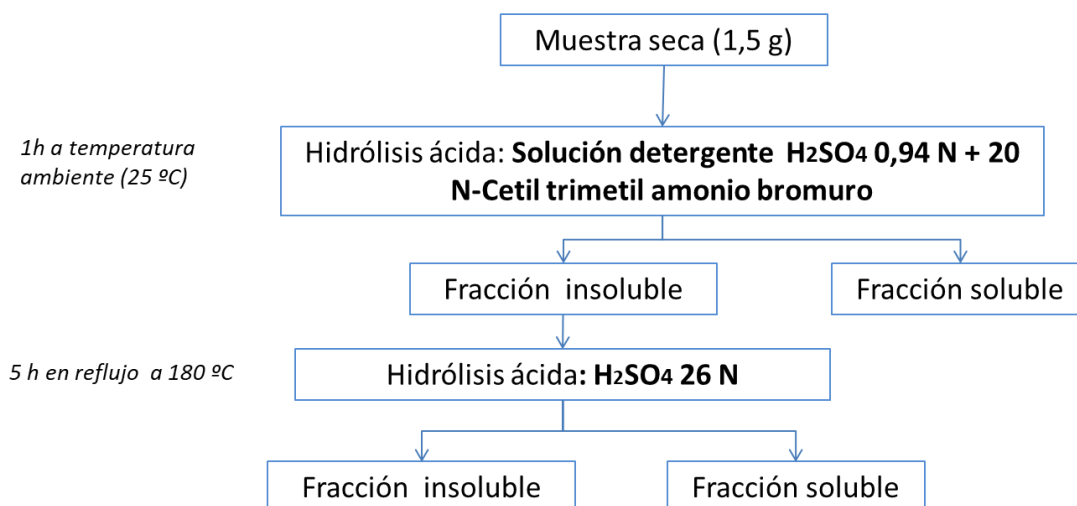 Muestra seca (1,5 g)
1h a temperatura
ambiente (25 ºC)
Hidrólisis ácida: Solución detergente H2SO4 0,94 N + 20
N-Cetil trimetil amonio bromuro
Fracción insoluble
Fracción soluble
5 h en reflujo a 180 ºC
Hidrólisis ácida: H2SO4 26 N
Fracción insoluble
Fracción soluble